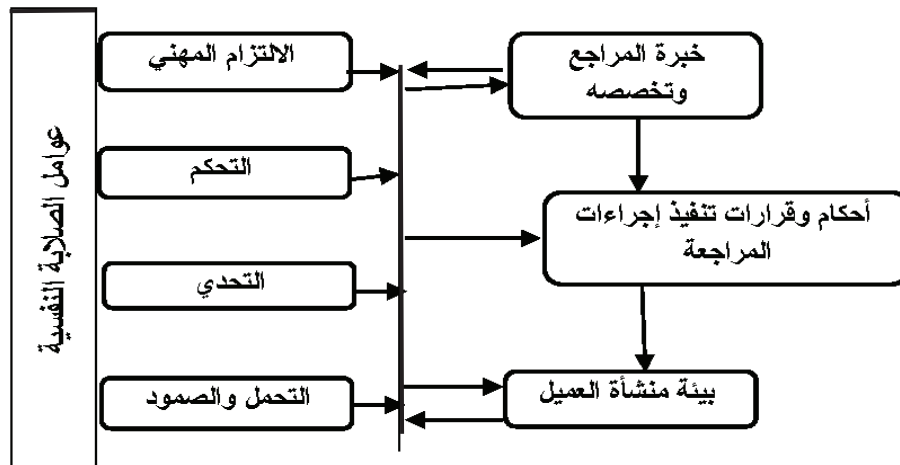 عوامل الصلابة النفسية
الالتزام المهني
التحكم
التحدي
التحمل والصمود
خبرة المراجع
وتخصصه
أحكام وقرارات تنفيذ إجراءات
المراجعة
بيئة منشأة العميل